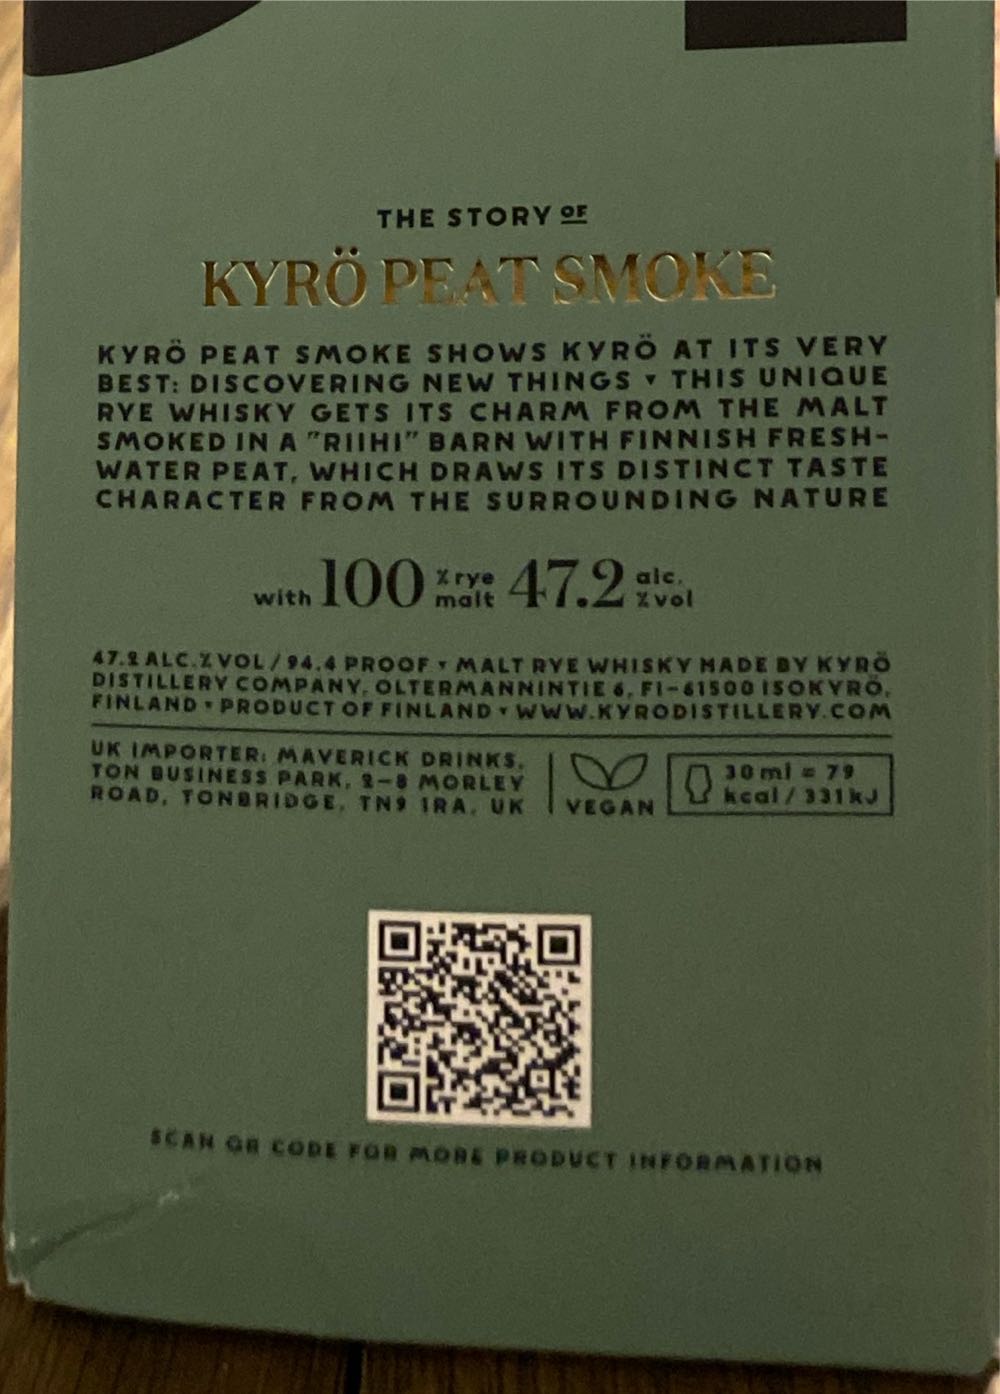 THE STORY OF
KYRÖ PEAT SMOKE
KYRÖ PEAT SMOKE SHOWS KYRÖ AT ITS VERY
BEST: DISCOVERING NEW THINGS ▾ THIS UNIQUE
RYE WHISKY GETS ITS CHARM FROM THE MALT
SMOKED IN A "RIIHI" BARN WITH FINNISH FRESH-
WATER PEAT, WHICH DRAWS ITS DISTINCT TASTE
CHARACTER FROM THE SURROUNDING NATURE
with 100 % rye malt 47.2 alc. % vol
47.2 ALC.% VOL / 94.4 PROOF ▾ MALT RYE WHISKY MADE BY KYRÖ
DISTILLERY COMPANY, OLTERMANNINTIE 6, FI-61500 ISOKYRÖ,
FINLAND ▾ PRODUCT OF FINLAND ▾ WWW.KYRODISTILLERY.COM
UK IMPORTER: MAVERICK DRINKS,
TON BUSINESS PARK, 2-8 MORLEY
ROAD, TONBRIDGE, TN9 1RA, UK
VEGAN
30 ml = 79
kcal / 331 kJ
SCAN QR CODE FOR MORE PRODUCT INFORMATION